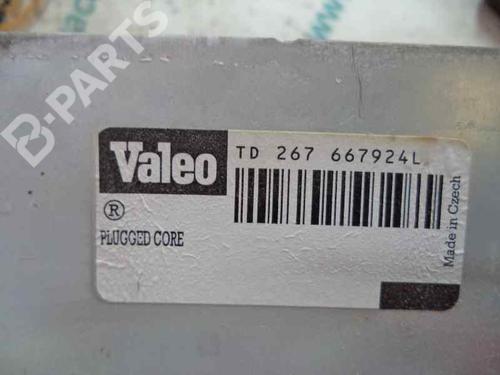 B-PARTS
Valeo
TD 267 667924L
®
PLUGGED CORE
Made in Czech